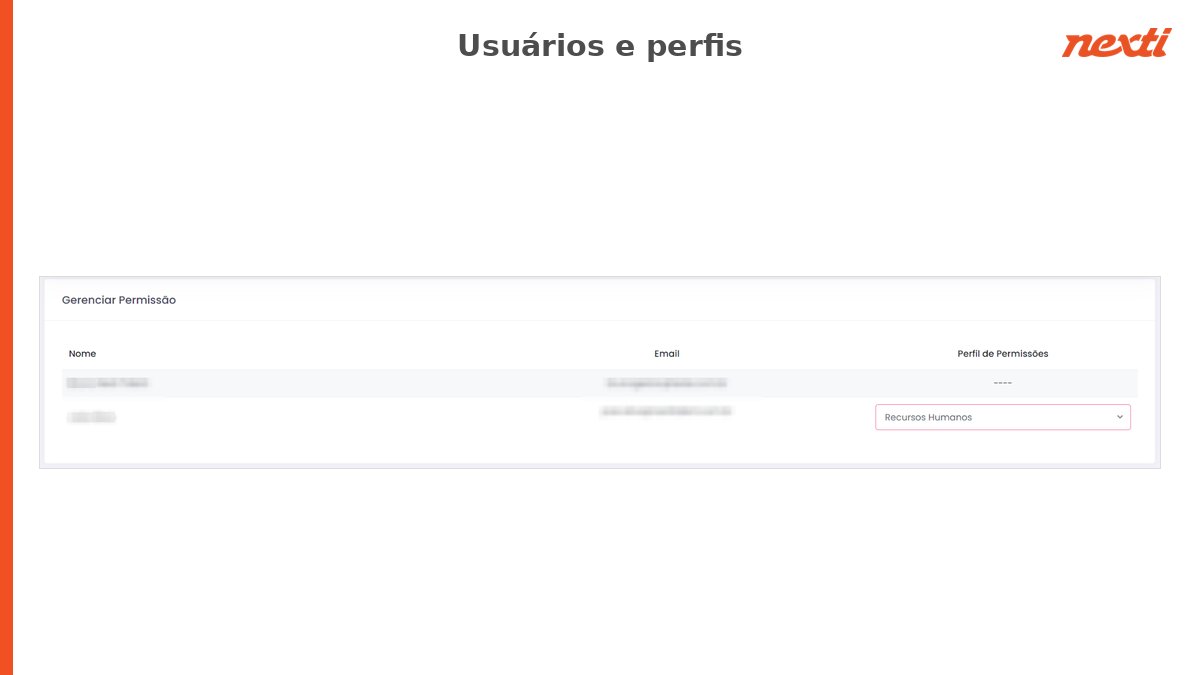 Usuários e perfis
nexti
Gerenciar Permissão
Nome Email Perfil de Permissões
----
Recursos Humanos